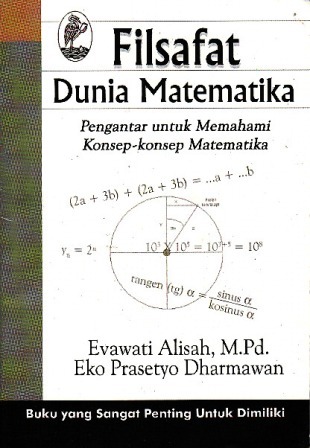 Filsafat
Dunia Matematika
Pengantar untuk Memahami
Konsep-konsep Matematika
(2a + 3b) + (2a + 3b) = ...a + ...b
yₙ = 2ⁿ
10³ X 10⁵ = 10³⁺⁵ = 10⁸
tangen (tg) α = sinus α / kosinus α
Evawati Alisah, M.Pd.
Eko Prasetyo Dharmawan
Buku yang Sangat Penting Untuk Dimiliki